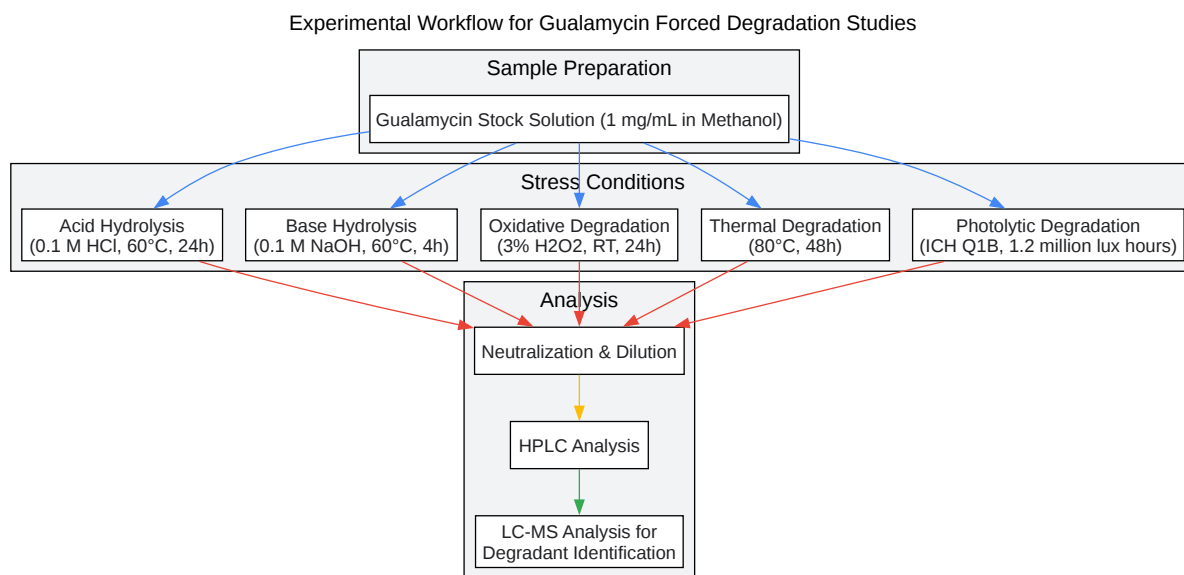 Experimental Workflow for Gualamycin Forced Degradation Studies
Sample Preparation
Gualamycin Stock Solution (1 mg/mL in Methanol)
Stress Conditions
Acid Hydrolysis
(0.1 M HCl, 60°C, 24h)
Base Hydrolysis
(0.1 M NaOH, 60°C, 4h)
Oxidative Degradation
(3% H2O2, RT, 24h)
Thermal Degradation
(80°C, 48h)
Photolytic Degradation
(ICH Q1B, 1.2 million lux hours)
Analysis
Neutralization & Dilution
HPLC Analysis
LC-MS Analysis for
Degradant Identification